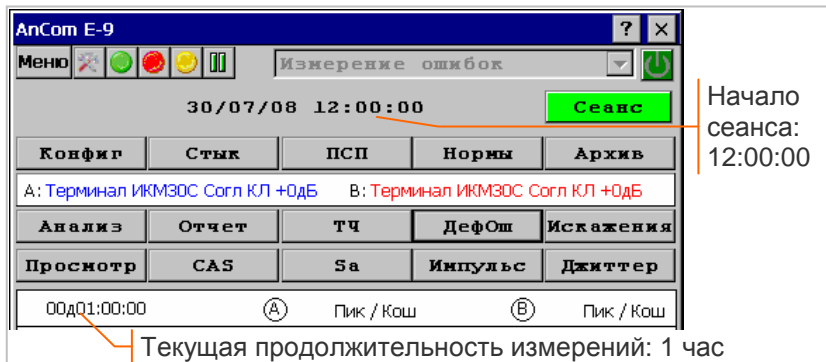 AnCom E-9 ? ×
Меню Измерение ошибок
30/07/08 12:00:00 Сеанс
Начало
сеанса:
12:00:00
Конфиг Стык ПСП Нормы Архив
А: Терминал ИКМ30С Согл КЛ +0дБ В: Терминал ИКМ30С Согл КЛ +0дБ
Анализ Отчет ТЧ ДефОш Искажения
Просмотр CAS Sa Импульс Джиттер
00д01:00:00 A Пик / Кош B Пик / Кош
Текущая продолжительность измерений: 1 час